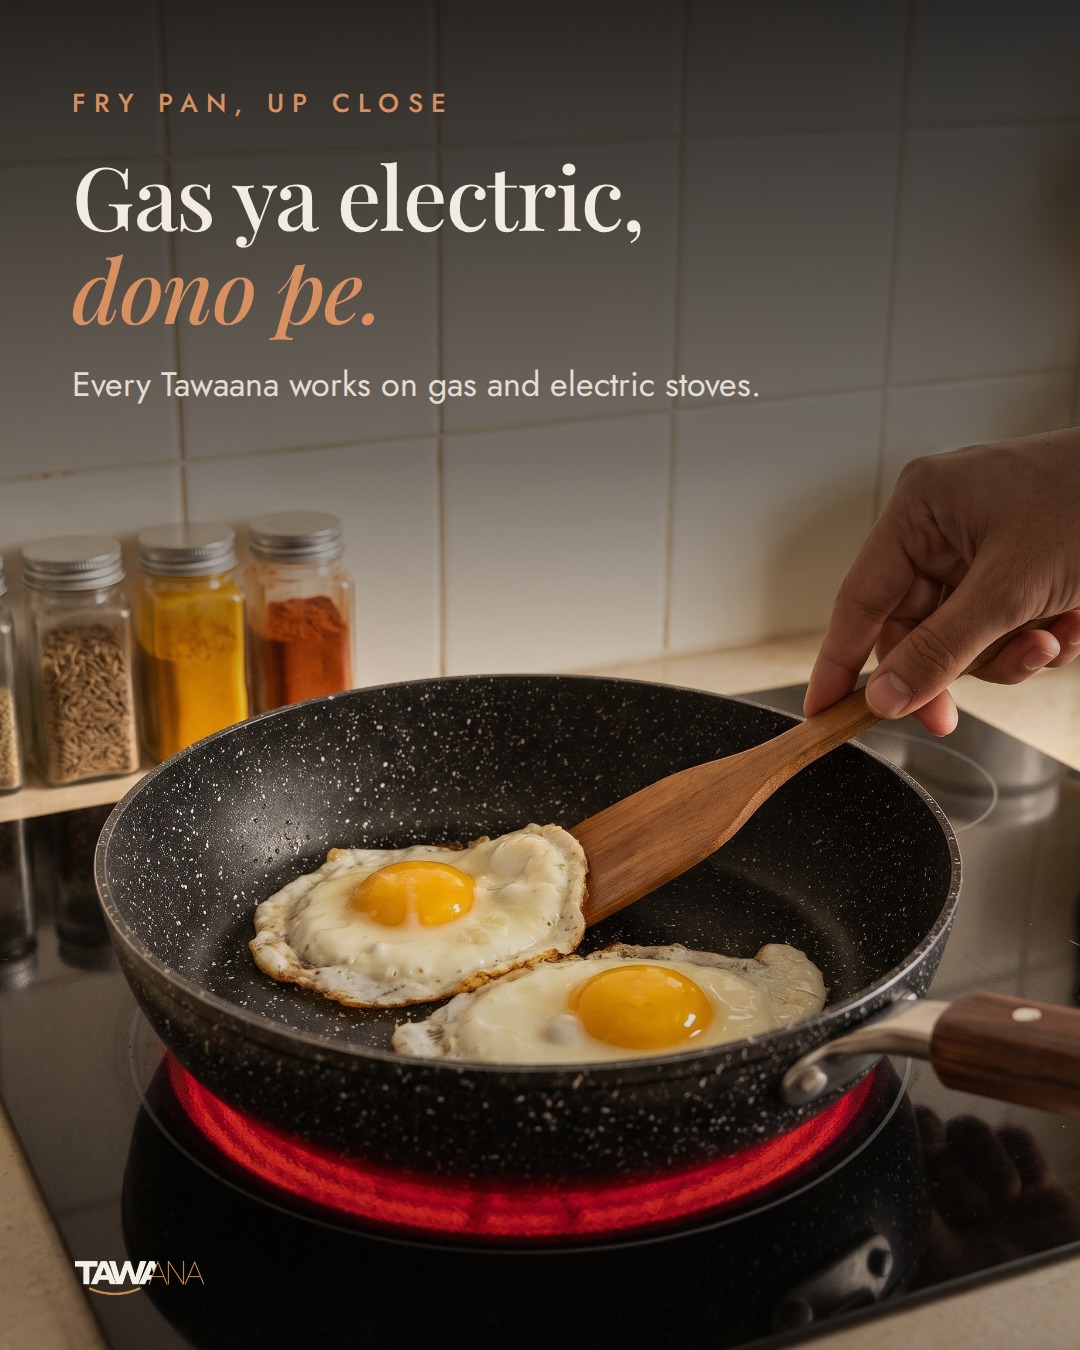 FRY PAN, UP CLOSE
Gas ya electric,
dono pe.
Every Tawaana works on gas and electric stoves.
TAWAANA